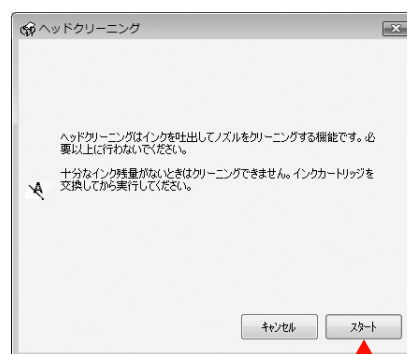 ヘッドクリーニング
ヘッドクリーニングはインクを吐出してノズルをクリーニングする機能です。必
要以上に行わないでください。
十分なインク残量がないときはクリーニングできません。インクカートリッジを
交換してから実行してください。
キャンセル
スタート